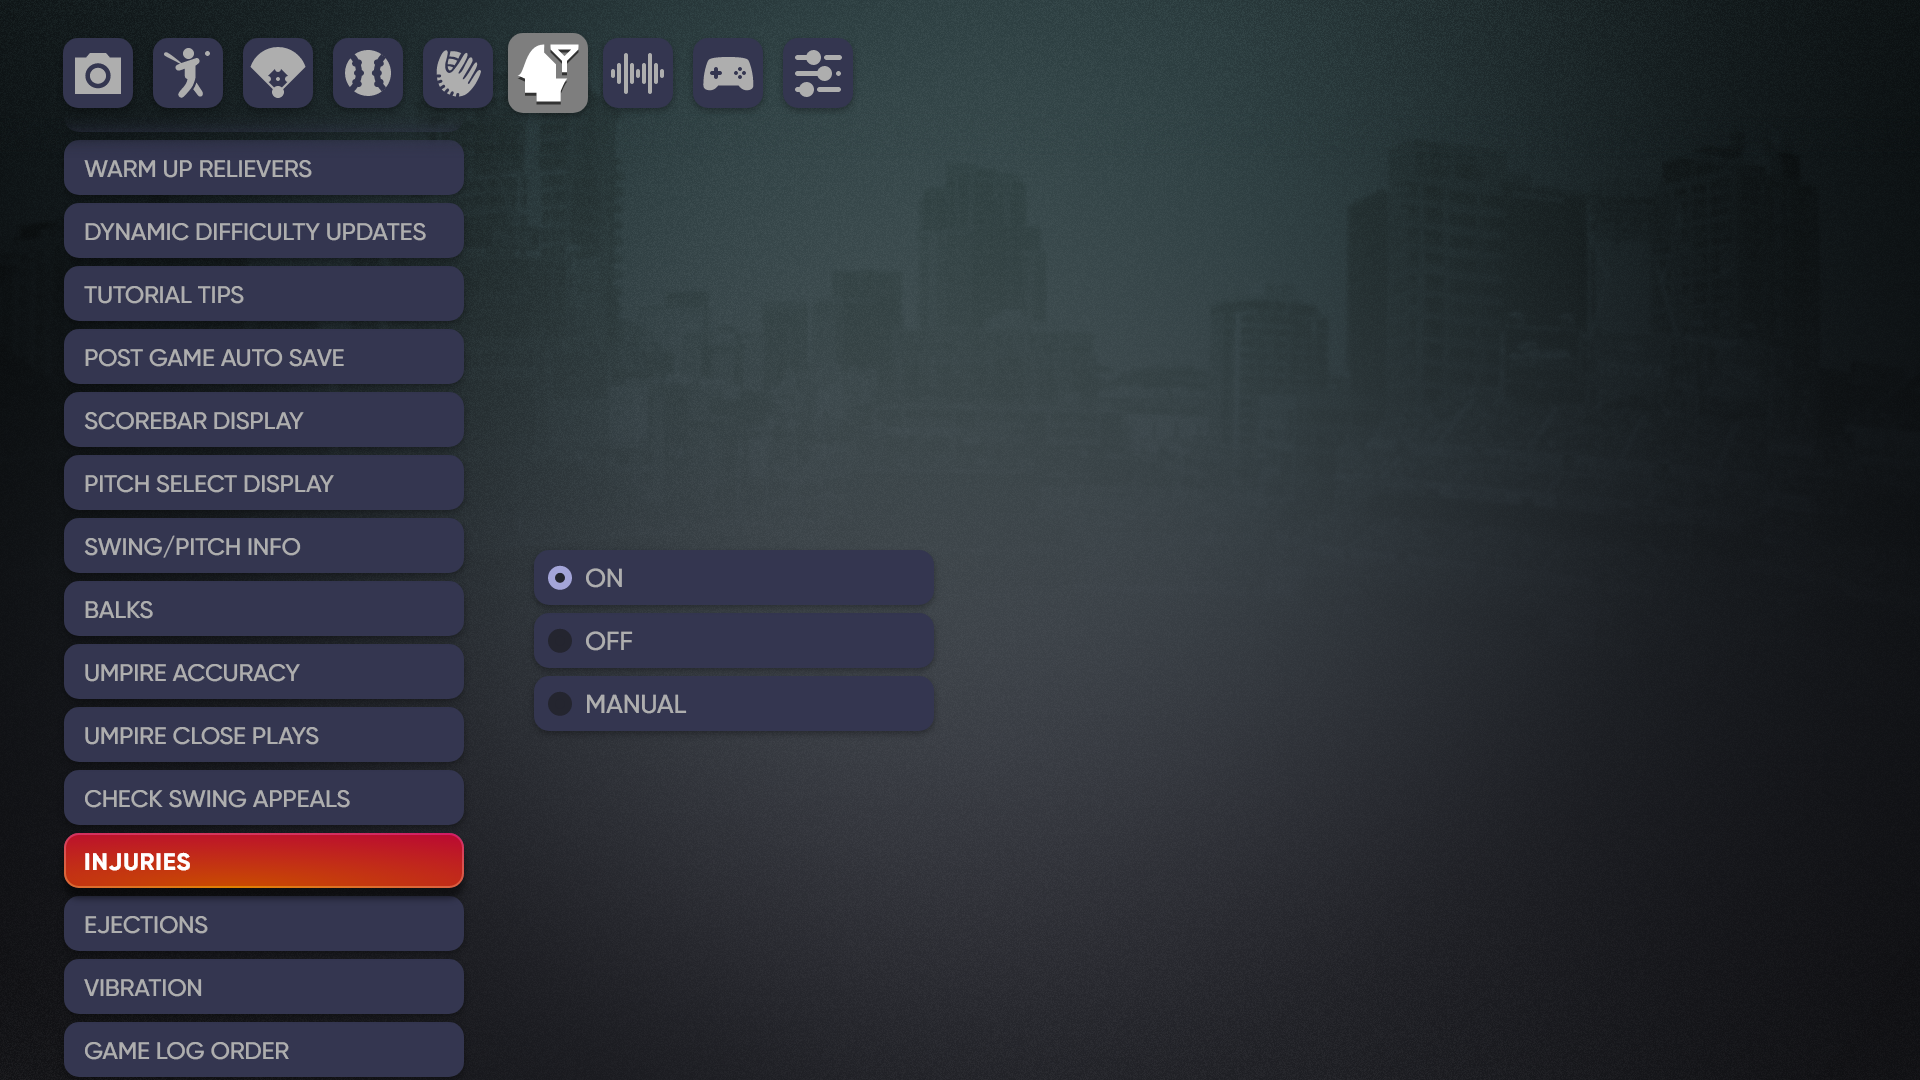 WARM UP RELIEVERS
DYNAMIC DIFFICULTY UPDATES
TUTORIAL TIPS
POST GAME AUTO SAVE
SCOREBAR DISPLAY
PITCH SELECT DISPLAY
SWING/PITCH INFO
BALKS
UMPIRE ACCURACY
UMPIRE CLOSE PLAYS
CHECK SWING APPEALS
INJURIES
EJECTIONS
VIBRATION
GAME LOG ORDER
ON
OFF
MANUAL